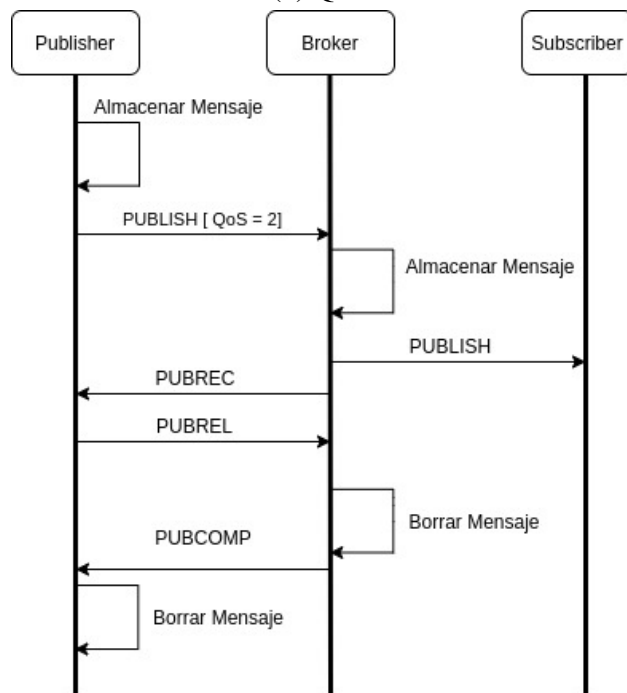 Publisher
Broker
Subscriber
Almacenar Mensaje
PUBLISH [ QoS = 2]
Almacenar Mensaje
PUBLISH
PUBREC
PUBREL
Borrar Mensaje
PUBCOMP
Borrar Mensaje